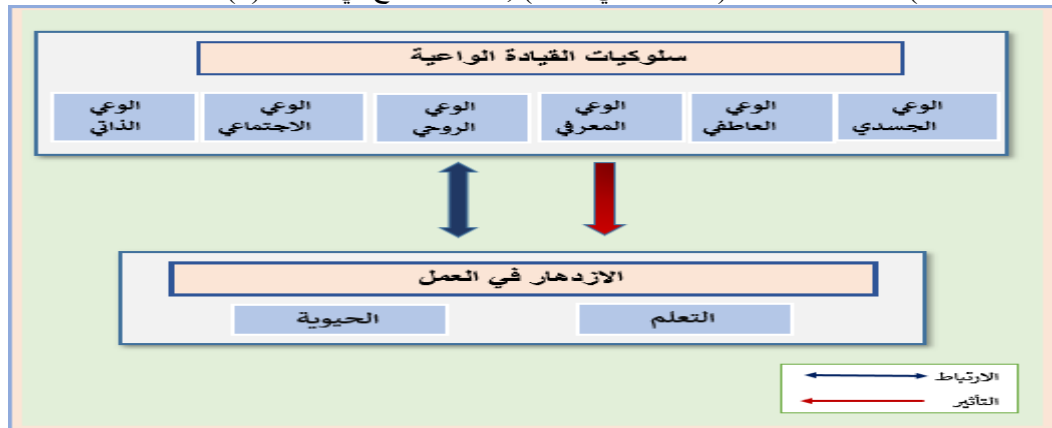 سلوكيات القيادة الواعية
الوعي الجسدي
الوعي العاطفي
الوعي المعرفي
الوعي الروحي
الوعي الاجتماعي
الوعي الذاتي
الازدهار في العمل
التعلم
الحيوية
الارتباط
التأثير